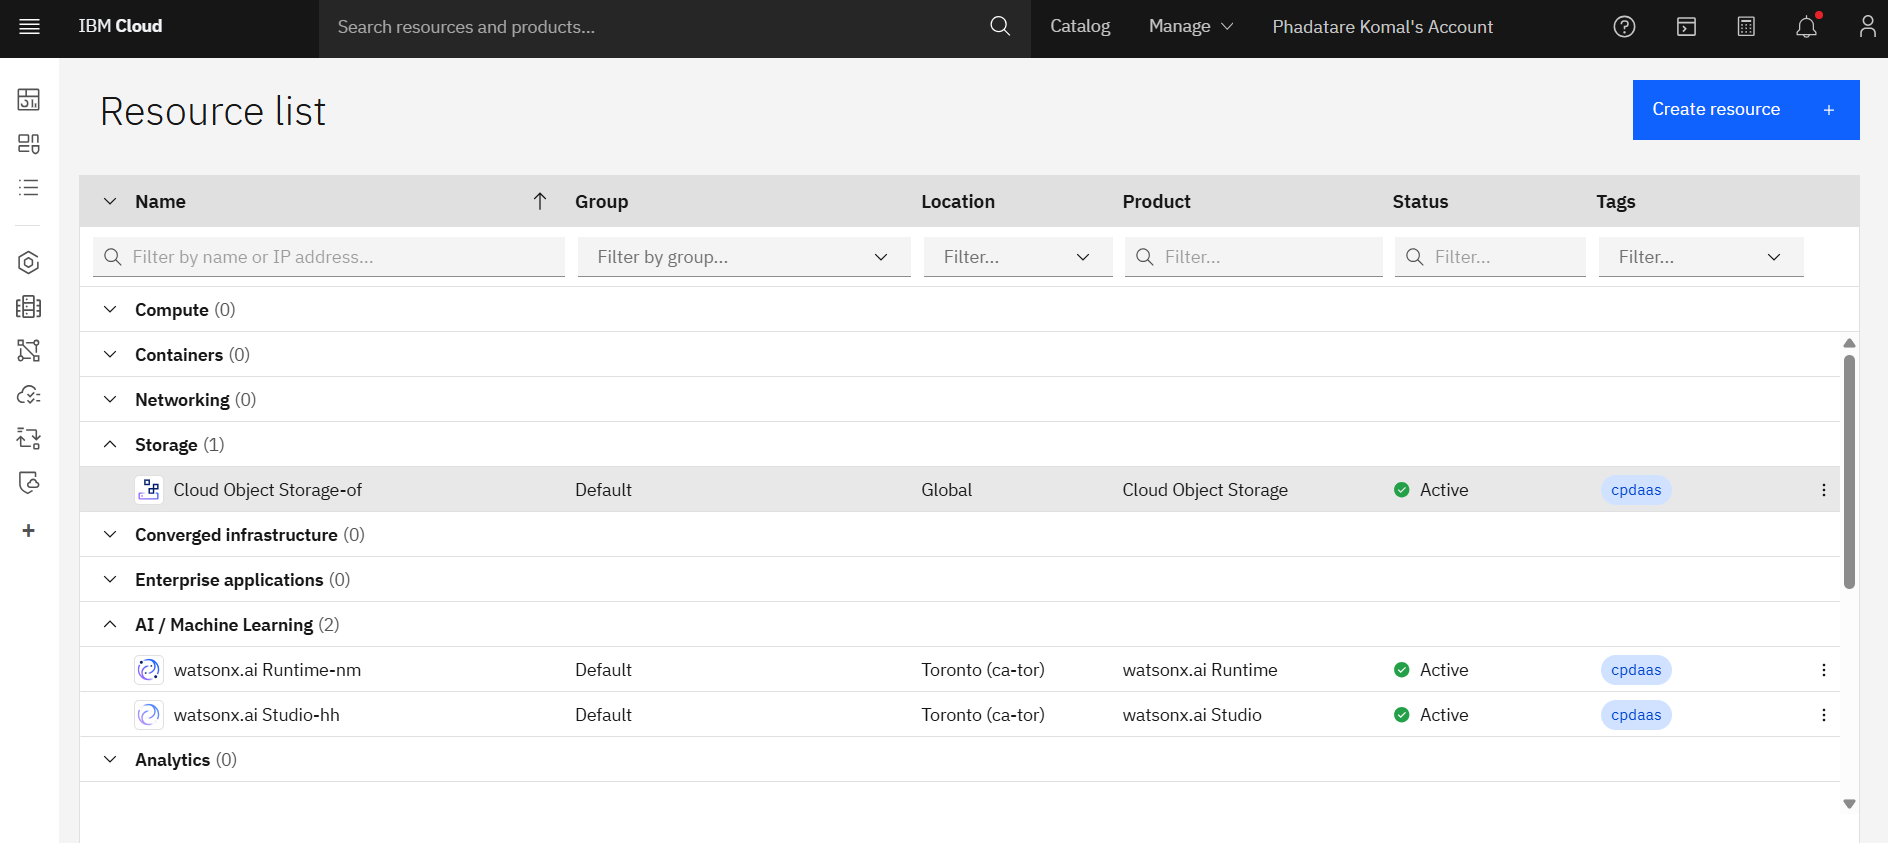 IBM Cloud
Search resources and products...
Catalog
Manage
Phadatare Komal's Account
Resource list
Create resource +
Name Group Location Product Status Tags
Filter by name or IP address... Filter by group... Filter... Filter... Filter... Filter...
Compute (0)
Containers (0)
Networking (0)
Storage (1)
Cloud Object Storage-of Default Global Cloud Object Storage Active cpdaas
Converged infrastructure (0)
Enterprise applications (0)
AI / Machine Learning (2)
watsonx.ai Runtime-nm Default Toronto (ca-tor) watsonx.ai Runtime Active cpdaas
watsonx.ai Studio-hh Default Toronto (ca-tor) watsonx.ai Studio Active cpdaas
Analytics (0)